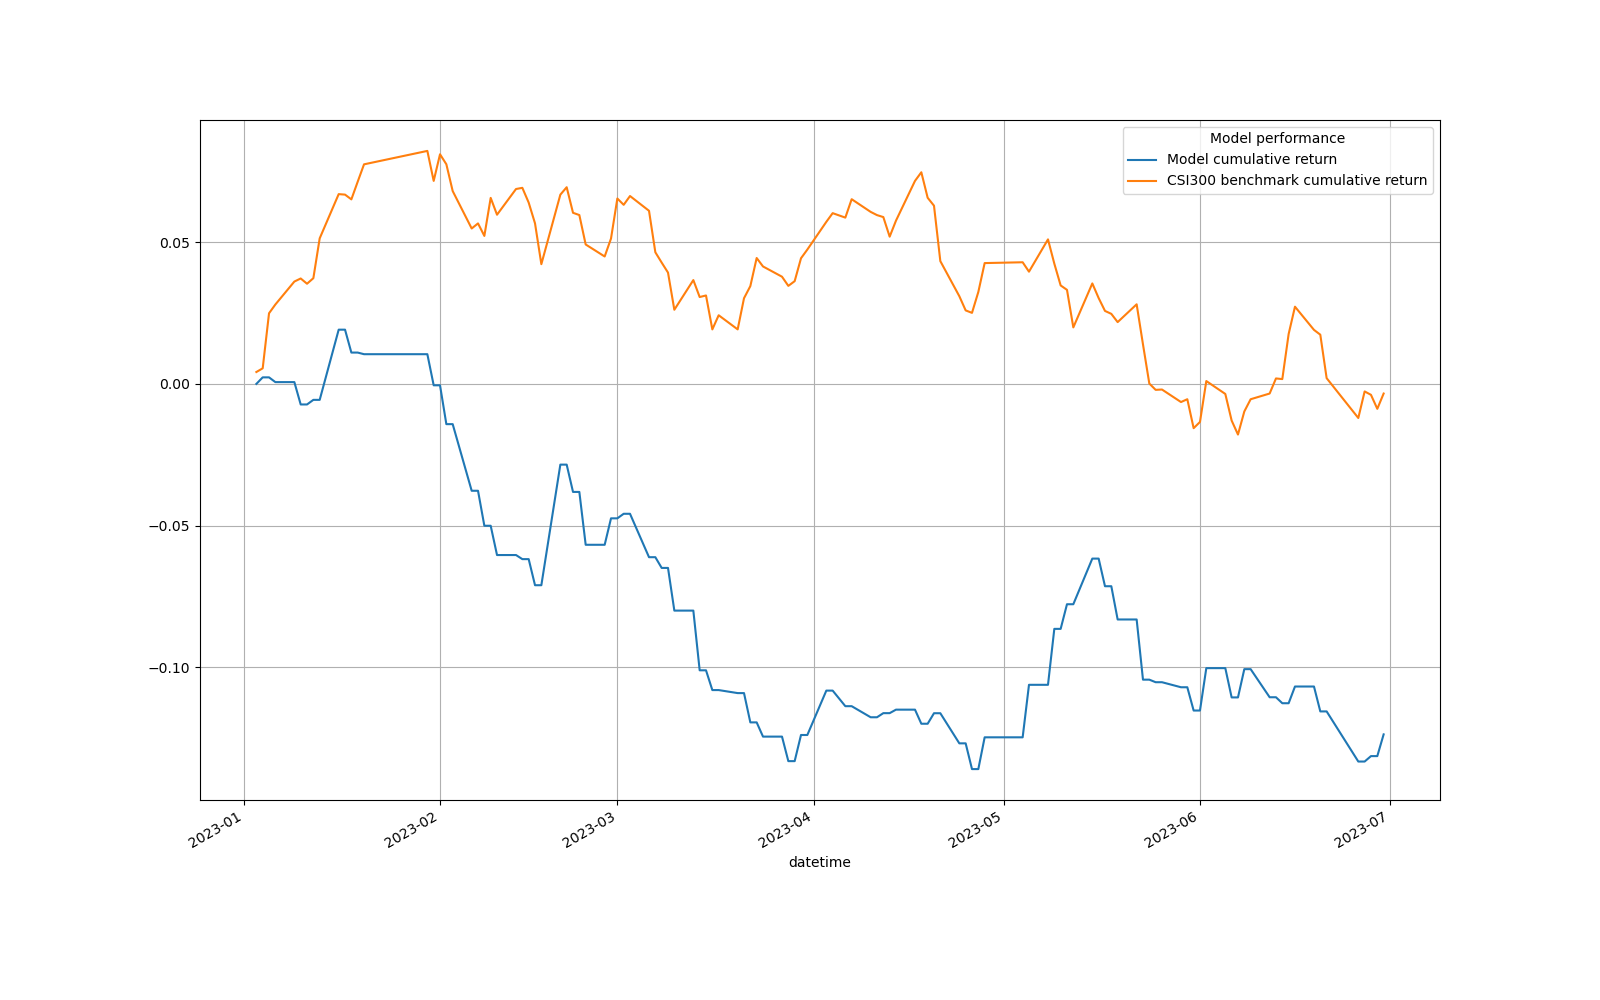 Model performance
Model cumulative return
CSI300 benchmark cumulative return
0.05
0.00
−0.05
−0.10
2023-01
2023-02
2023-03
2023-04
2023-05
2023-06
2023-07
datetime